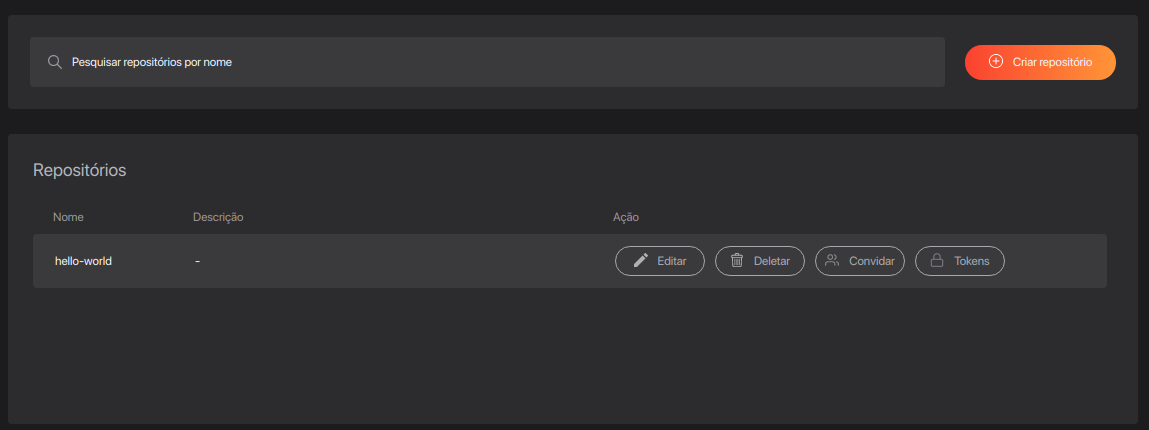 Pesquisar repositórios por nome
Criar repositório
Repositórios
Nome Descrição Ação
hello-world - Editar Deletar Convidar Tokens